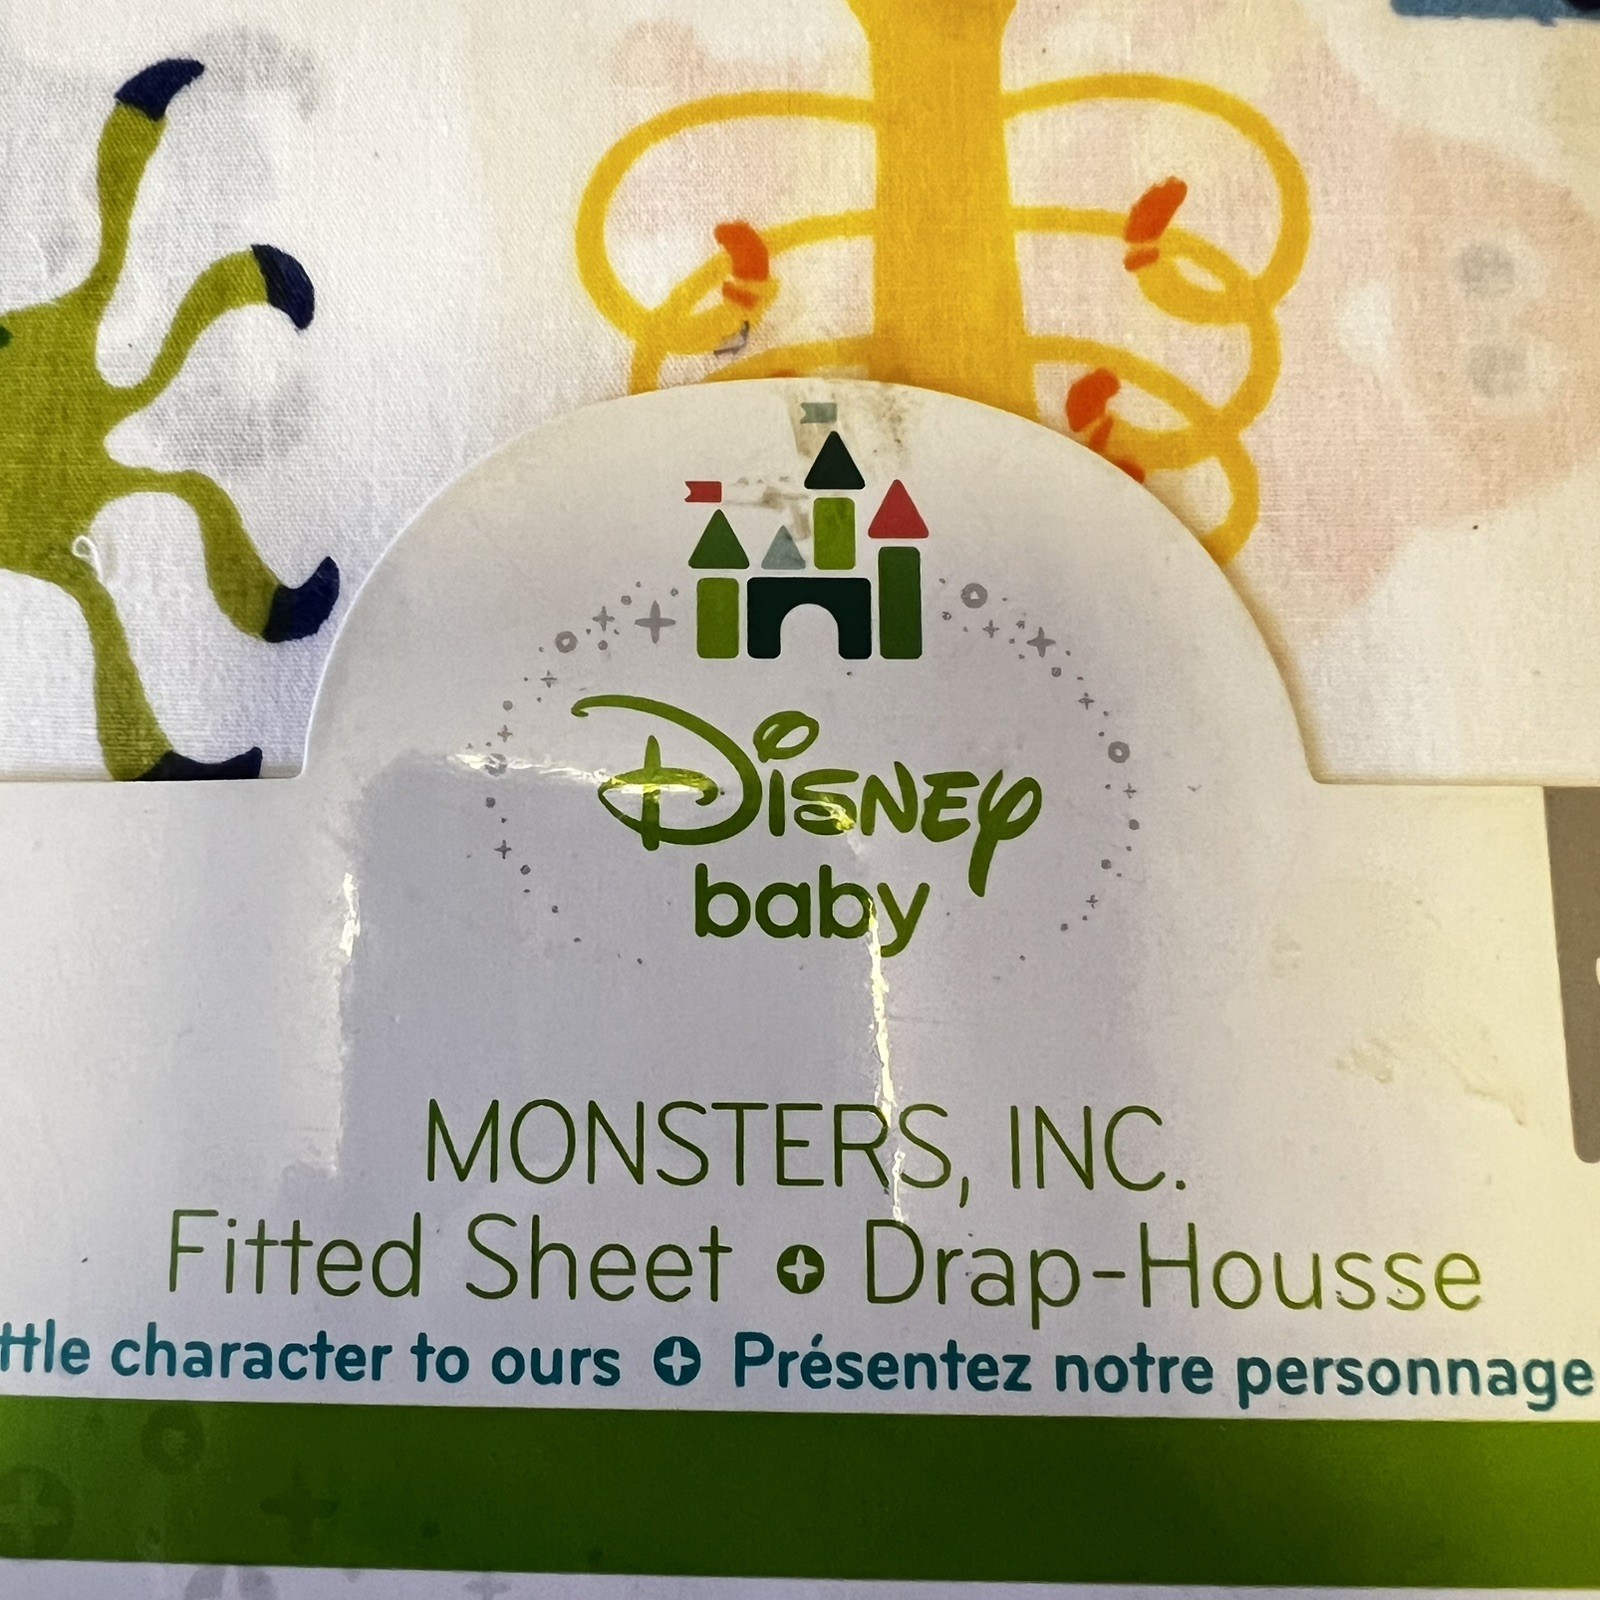 Disney
baby
MONSTERS, INC.
Fitted Sheet Drap-Housse
character to ours Présentez notre personnage